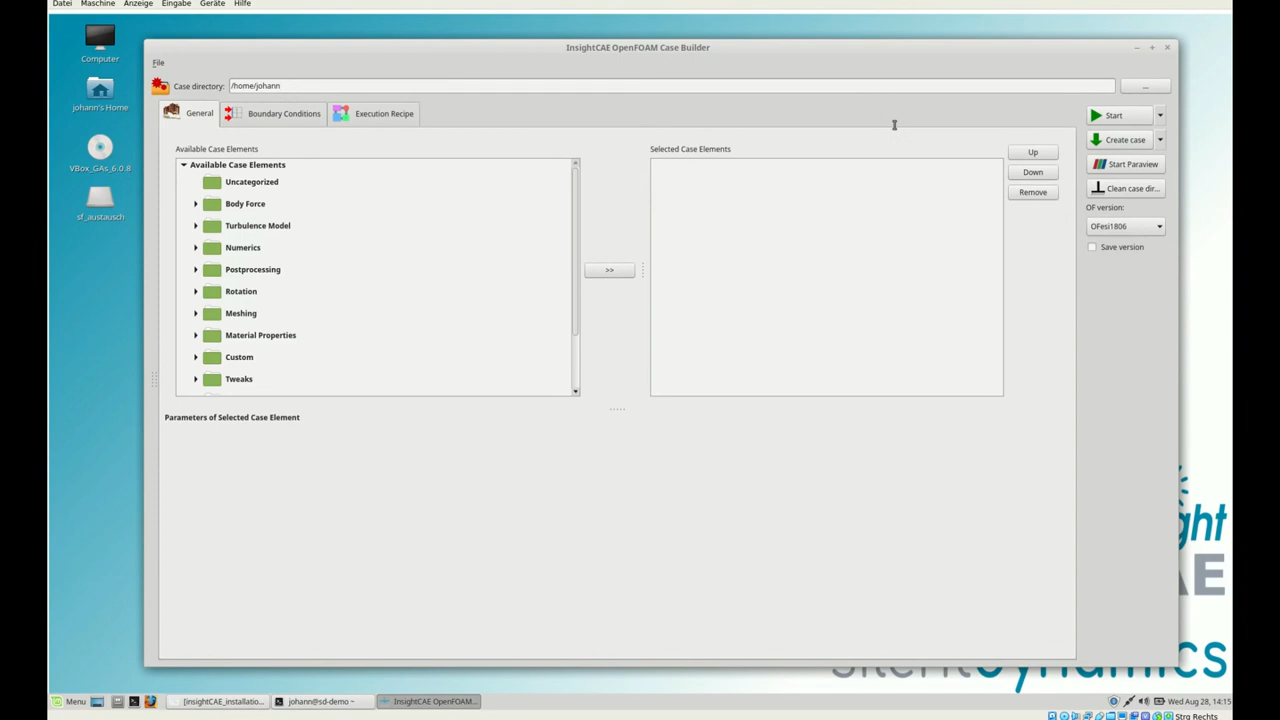 Datei Maschine Anzeige Eingabe Geräte Hilfe
InsightCAE OpenFOAM Case Builder
Computer
File
Case directory: /home/johann ...
johann's Home
General Boundary Conditions Execution Recipe
Start
Create case
Available Case Elements
Selected Case Elements
Up
Available Case Elements
Start Paraview
VBox_GAs_6.0.8
Uncategorized
Down
Clean case dir...
Body Force
Remove
OF version:
sf_austausch
Turbulence Model
OFesi1806
Numerics
Save version
Postprocessing
>>
Rotation
Meshing
Material Properties
Custom
Tweaks
Parameters of Selected Case Element
ght
AE
Menu [insightCAE_installatio... johann@sd-demo ~ InsightCAE OpenFOAM... Wed Aug 28, 14:15
Strg Rechts